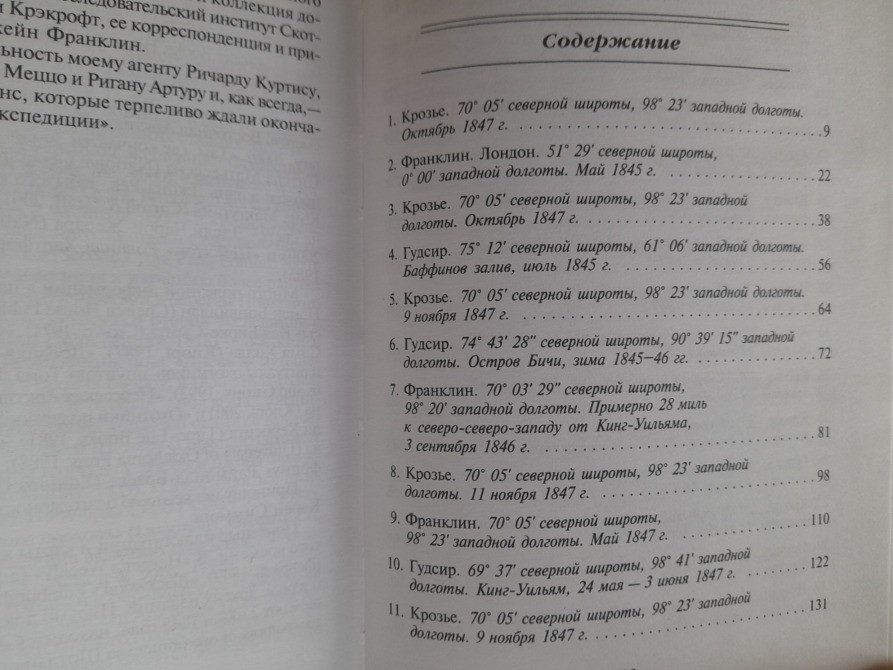 коллекция до-
следовательский институт Скот-
Крэкрофт, ее корреспонденция и при-
Франклин.
моему агенту Ричарду Куртису,
Меццо и Ригану Артуру и, как всегда,—
которые терпеливо ждали оконча-
Содержание
1. Крозье. 70° 05' северной широты, 98° 23' западной долготы.
Октябрь 1847 г. 9
2. Франклин. Лондон. 51° 29' северной широты,
0° 00' западной долготы. Май 1845 г. 22
3. Крозье. 70° 05' северной широты, 98° 23' западной
долготы. Октябрь 1847 г. 38
4. Гудсир. 75° 12' северной широты, 61° 06' западной долготы.
Баффинов залив, июль 1845 г. 56
5. Крозье. 70° 05' северной широты, 98° 23' западной долготы.
9 ноября 1847 г. 64
6. Гудсир. 74° 43' 28" северной широты, 90° 39' 15" западной
долготы. Остров Бичи, зима 1845—46 гг. 72
7. Франклин. 70° 03' 29" северной широты,
98° 20' западной долготы. Примерно 28 миль
к северо-северо-западу от Кинг-Уильяма,
3 сентября 1846 г. 81
8. Крозье. 70° 05' северной широты, 98° 23' западной
долготы. 11 ноября 1847 г. 98
9. Франклин. 70° 05' северной широты,
98° 23' западной долготы. Май 1847 г. 110
10. Гудсир. 69° 37' северной широты, 98° 41' западной
долготы. Кинг-Уильям, 24 мая — 3 июня 1847 г. 122
11. Крозье. 70° 05' северной широты, 98° 23' западной
долготы. 9 ноября 1847 г. 131